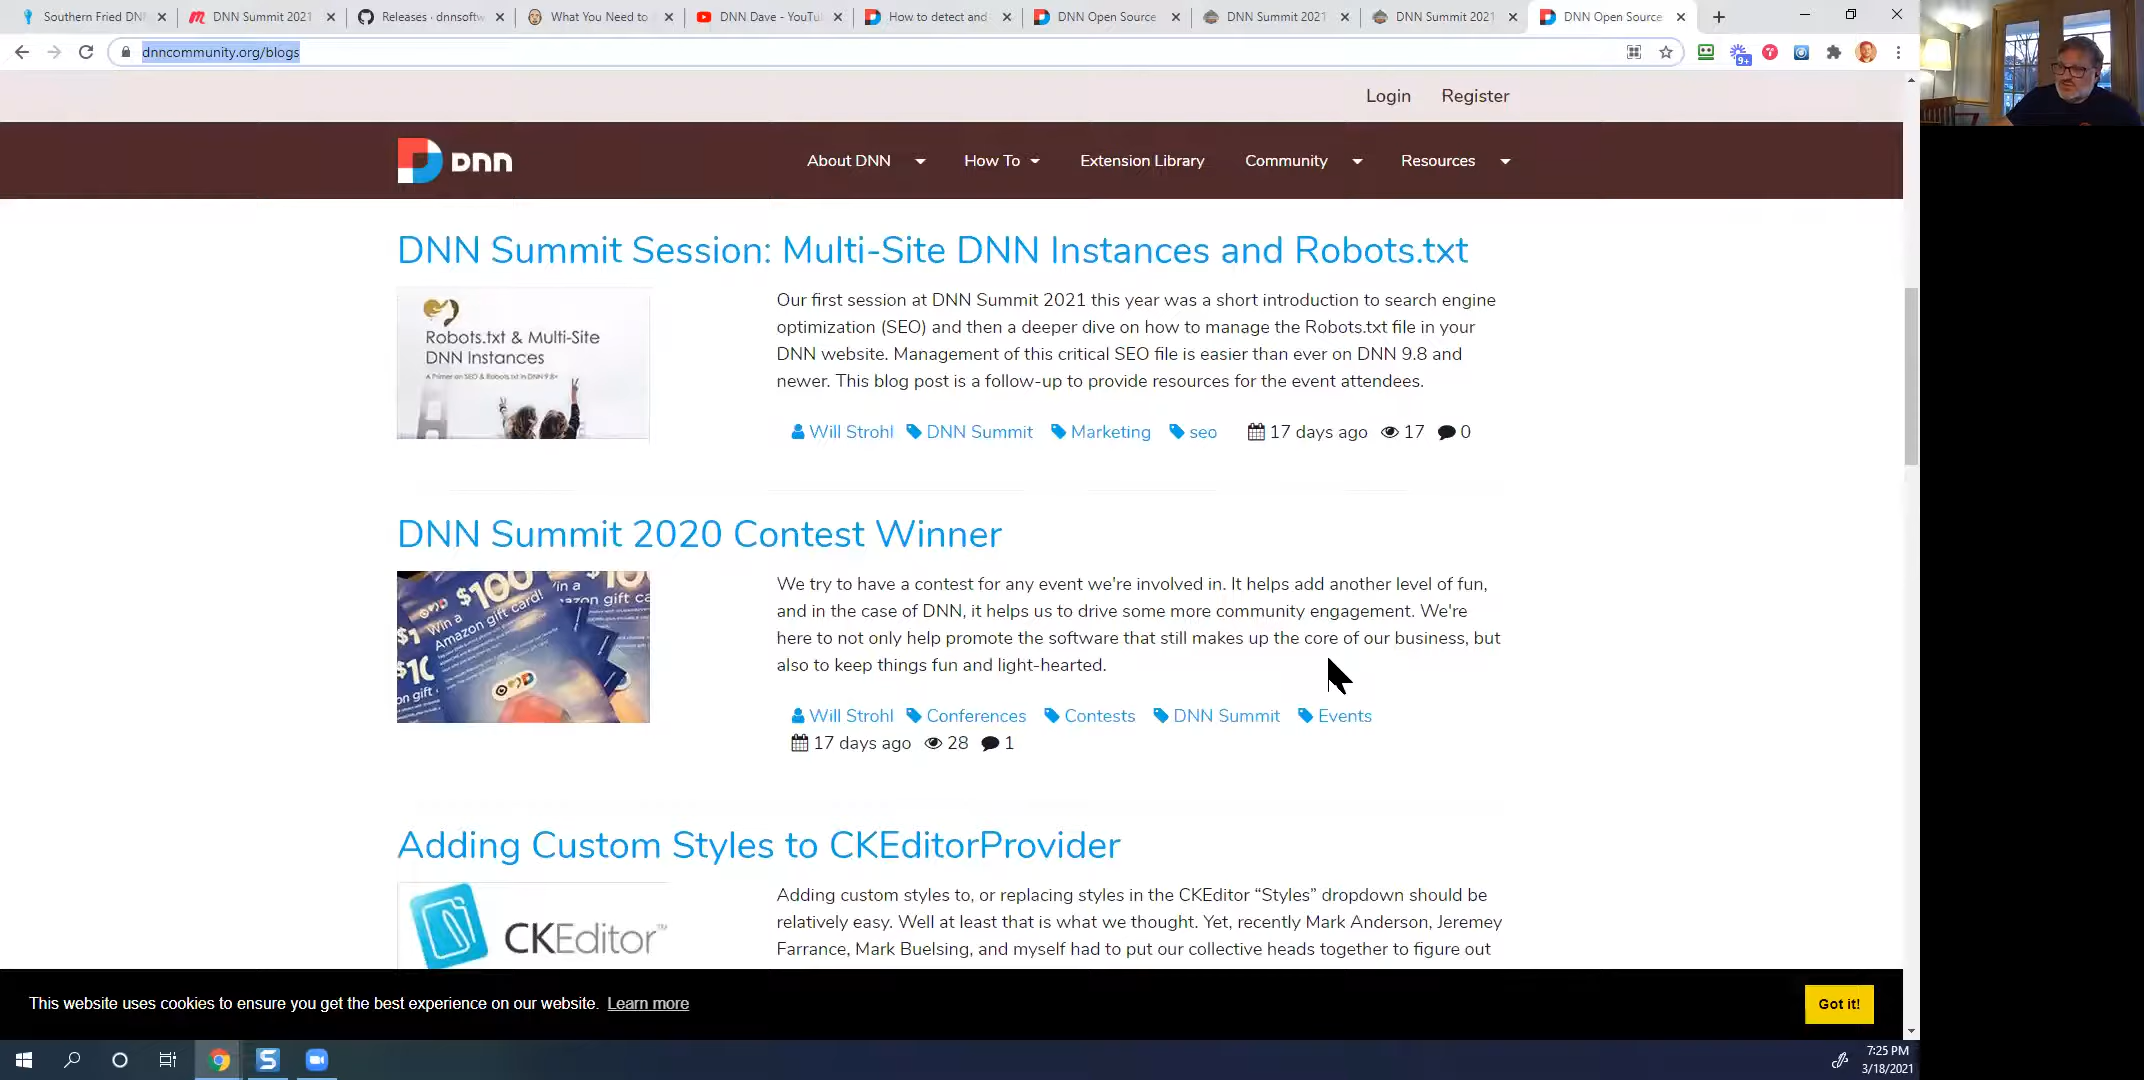 Southern Fried DNN
DNN Summit 2021
Releases · dnnsoftw
What You Need to
DNN Dave - YouTu
How to detect and
DNN Open Source
DNN Summit 2021
DNN Summit 2021
DNN Open Source
dnncommunity.org/blogs
9+
Login Register
DNN
About DNN How To Extension Library Community Resources
DNN Summit Session: Multi-Site DNN Instances and Robots.txt
Robots.txt & Multi-Site
DNN Instances
A Primer on SEO & Robots.txt in DNN 9.8+
Our first session at DNN Summit 2021 this year was a short introduction to search engine
optimization (SEO) and then a deeper dive on how to manage the Robots.txt file in your
DNN website. Management of this critical SEO file is easier than ever on DNN 9.8 and
newer. This blog post is a follow-up to provide resources for the event attendees.
Will Strohl DNN Summit Marketing seo 17 days ago 17 0
DNN Summit 2020 Contest Winner
$100
Win a
Amazon gift card!
We try to have a contest for any event we're involved in. It helps add another level of fun,
and in the case of DNN, it helps us to drive some more community engagement. We're
here to not only help promote the software that still makes up the core of our business, but
also to keep things fun and light-hearted.
Will Strohl Conferences Contests DNN Summit Events
17 days ago 28 1
Adding Custom Styles to CKEditorProvider
CKEditor™
Adding custom styles to, or replacing styles in the CKEditor “Styles” dropdown should be
relatively easy. Well at least that is what we thought. Yet, recently Mark Anderson, Jeremey
Farrance, Mark Buelsing, and myself had to put our collective heads together to figure out
This website uses cookies to ensure you get the best experience on our website. Learn more
Got it!
7:25 PM
3/18/2021